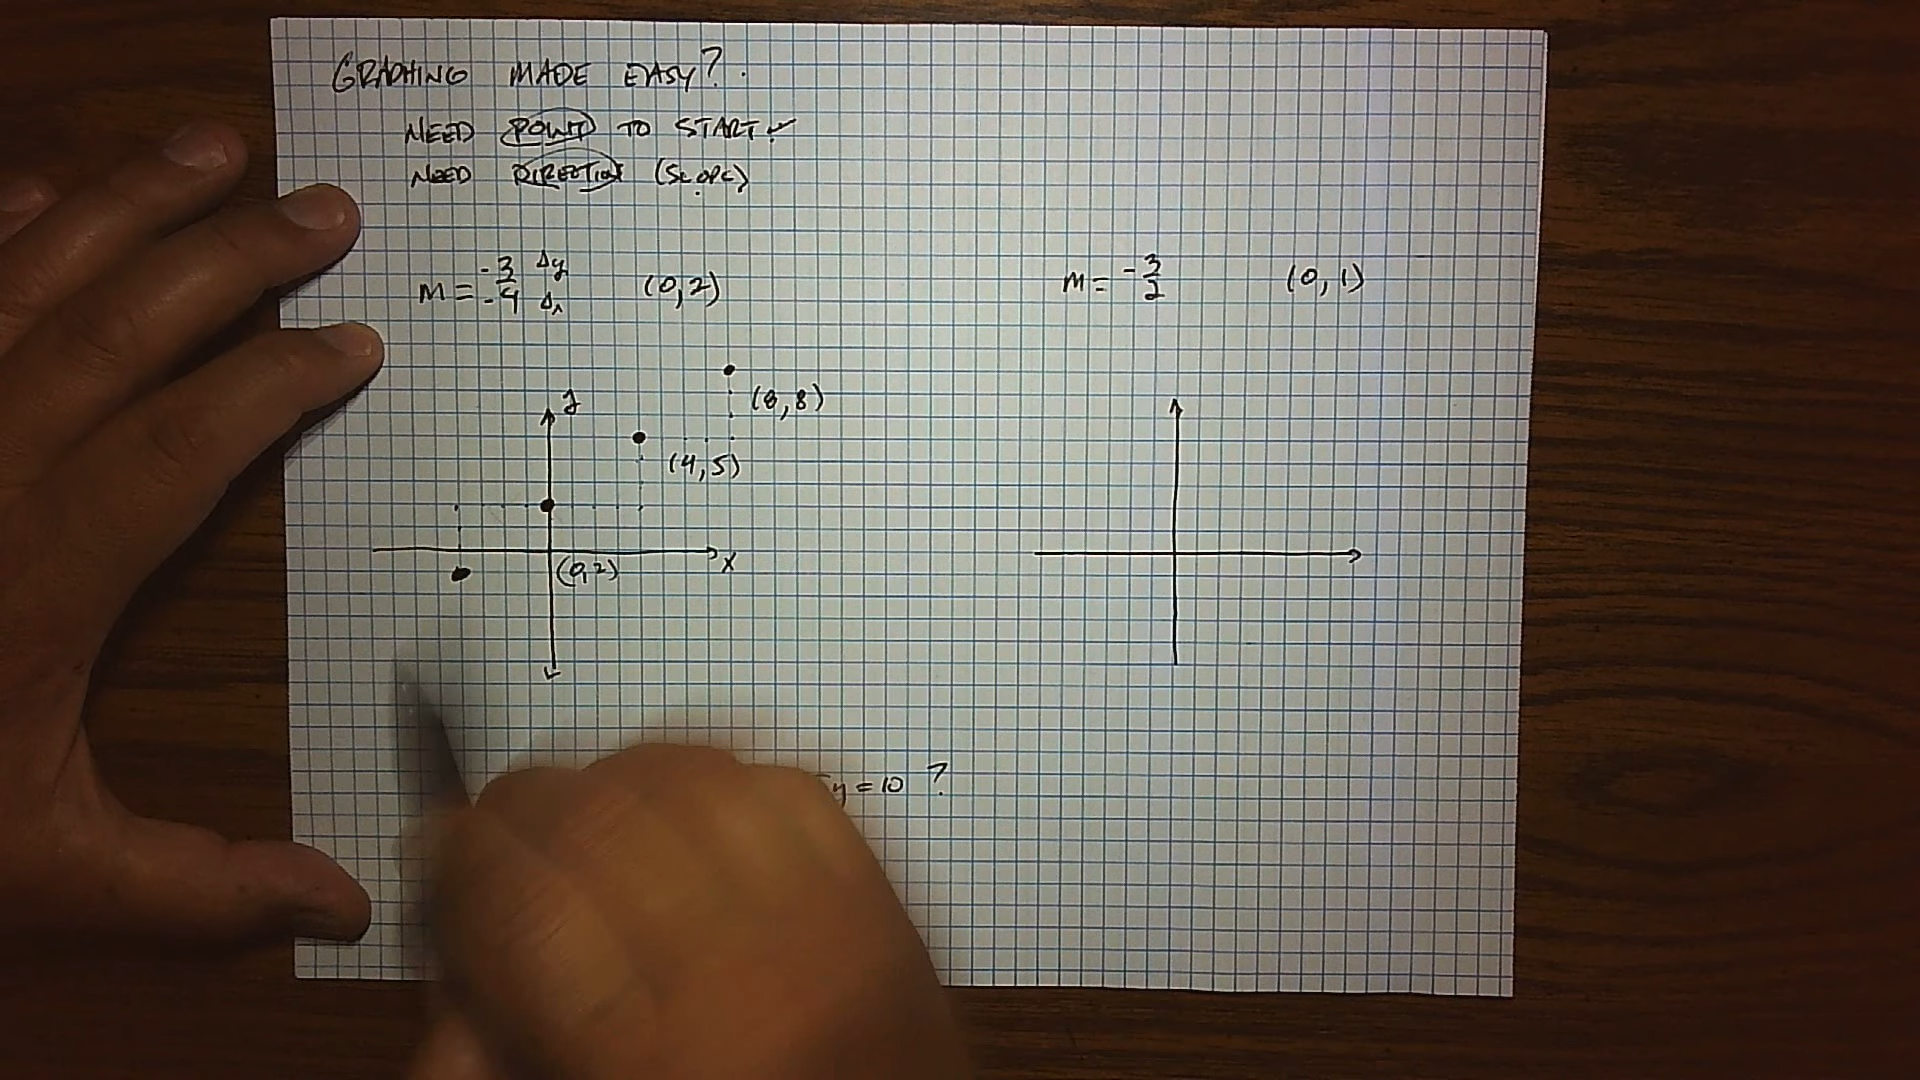 GRAPHING MADE EASY?
NEED POINT TO START ✓
NEED DIRECTION (SLOPE)
m = -3/-4 Δy/Δx (0,2)
m = -3/2 (0,1)
y
(8,8)
(4,5)
(0,2)
x
y = 10 ?